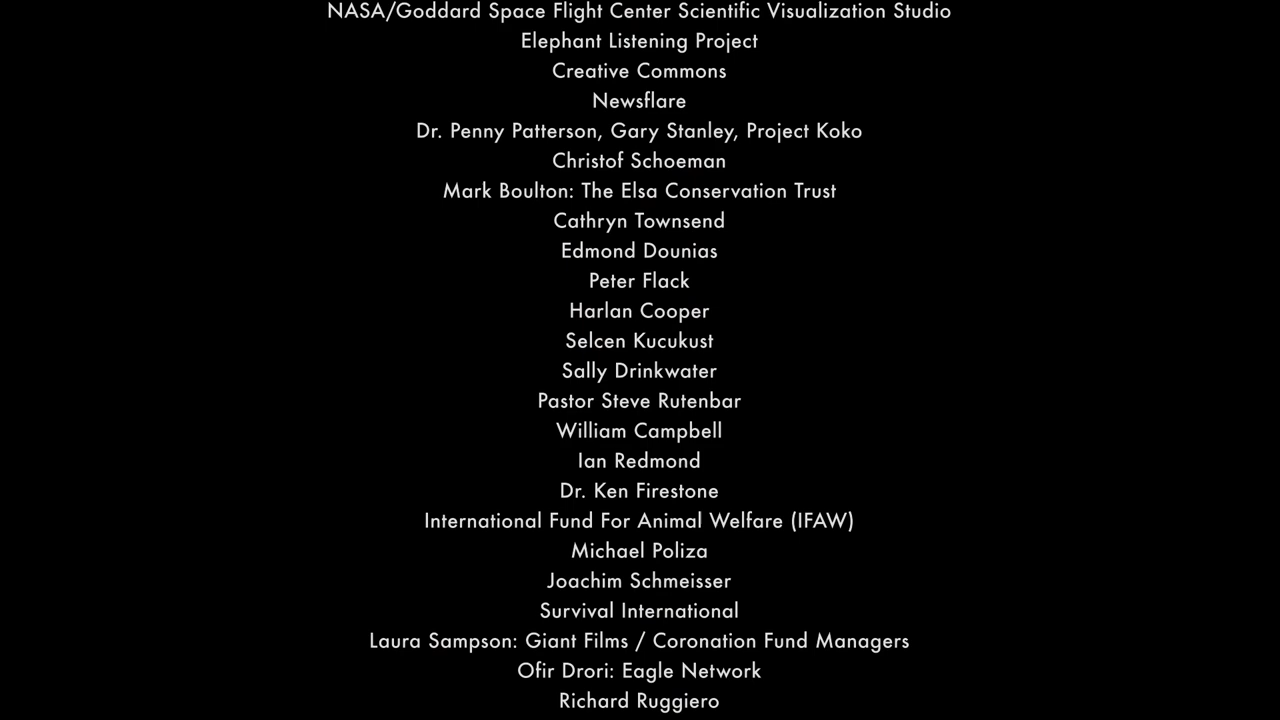 NASA/Goddard Space Flight Center Scientific Visualization Studio
Elephant Listening Project
Creative Commons
Newsflare
Dr. Penny Patterson, Gary Stanley, Project Koko
Christof Schoeman
Mark Boulton: The Elsa Conservation Trust
Cathryn Townsend
Edmond Dounias
Peter Flack
Harlan Cooper
Selcen Kucukust
Sally Drinkwater
Pastor Steve Rutenbar
William Campbell
Ian Redmond
Dr. Ken Firestone
International Fund For Animal Welfare (IFAW)
Michael Poliza
Joachim Schmeisser
Survival International
Laura Sampson: Giant Films / Coronation Fund Managers
Ofir Drori: Eagle Network
Richard Ruggiero